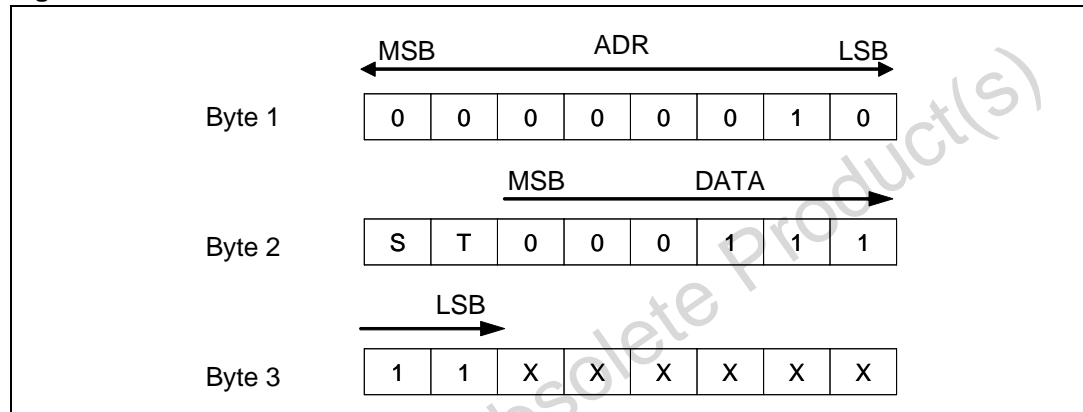 MSB ADR LSB
Byte 1 0 0 0 0 0 0 1 0
MSB DATA
Byte 2 S T 0 0 0 1 1 1
LSB
Byte 3 1 1 X X X X X X
bsolete Product(s)